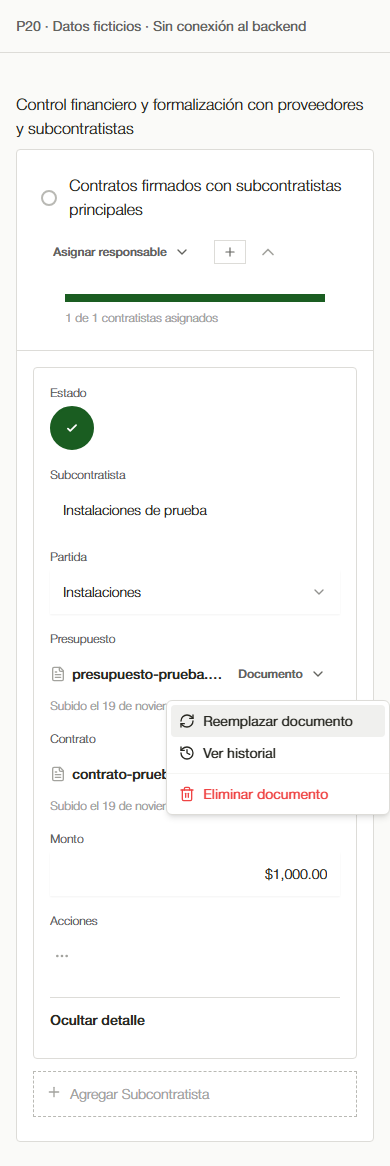 P20 · Datos ficticios · Sin conexión al backend
Control financiero y formalización con proveedores
y subcontratistas
Contratos firmados con subcontratistas
principales
Asignar responsable
1 de 1 contratistas asignados
Estado
Subcontratista
Instalaciones de prueba
Partida
Instalaciones
Presupuesto
presupuesto-prueba.... Documento
Subido el 19 de novier
Reemplazar documento
Contrato
Ver historial
contrato-prueb
Eliminar documento
Subido el 19 de novier
Monto
$1,000.00
Acciones
...
Ocultar detalle
+ Agregar Subcontratista